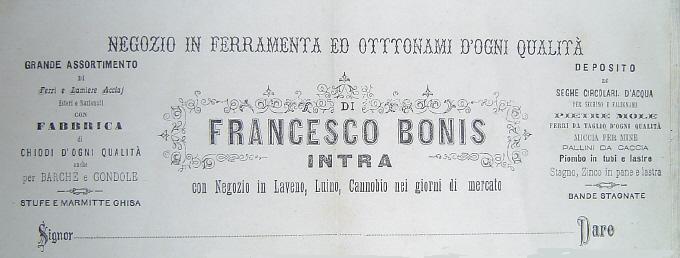 NEGOZIO IN FERRAMENTA ED OTTTONAMI D'OGNI QUALITÀ
GRANDE ASSORTIMENTO
DI
Ferri e Lamiere Acciaj
Esteri e Nazionali
CON
FABBRICA
DI
CHIODI D'OGNI QUALITÀ
anche
per BARCHE e GONDOLE
STUFE E MARMITTE GHISA
DI
FRANCESCO BONIS
INTRA
con Negozio in Laveno, Luino, Cannobio nei giorni di mercato
DEPOSITO
DI
SEGHE CIRCOLARI, D'ACQUA
PER SEGRINO E FALEGNAMI
PIETRE MOLE
FERRI DA TAGLIO D'OGNI QUALITÀ
MICCIA PER MINE
PALLINI DA CACCIA
Piombo in tubi e lastre
Stagno, Zinco in pane e lastra
BANDE STAGNATE
Signor
Dare